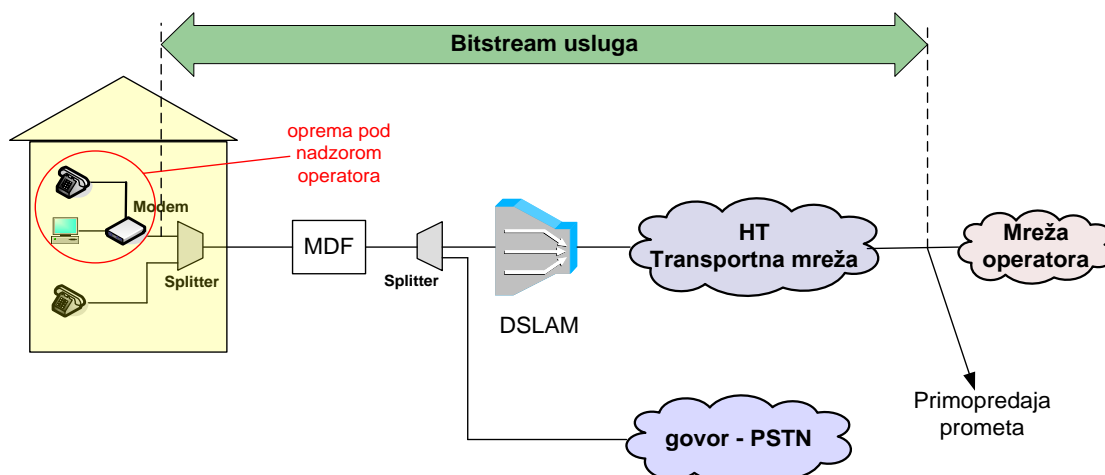 Bitstream usluga
oprema pod
nadzorom
operatora
Modem
Splitter
MDF
Splitter
DSLAM
HT
Transportna mreža
Mreža
operatora
Primopredaja
prometa
govor - PSTN